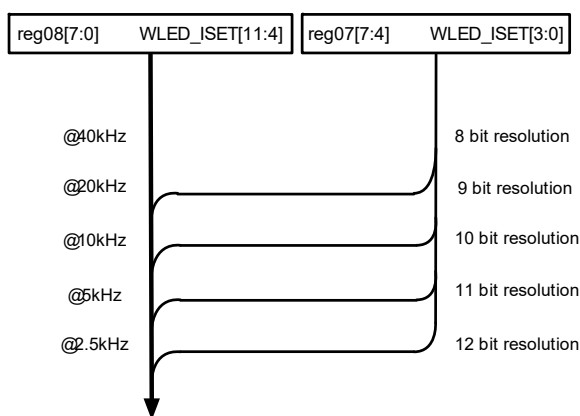 reg08[7:0] WLED_ISET[11:4] reg07[7:4] WLED_ISET[3:0]
@40kHz 8 bit resolution
@20kHz 9 bit resolution
@10kHz 10 bit resolution
@5kHz 11 bit resolution
@2.5kHz 12 bit resolution